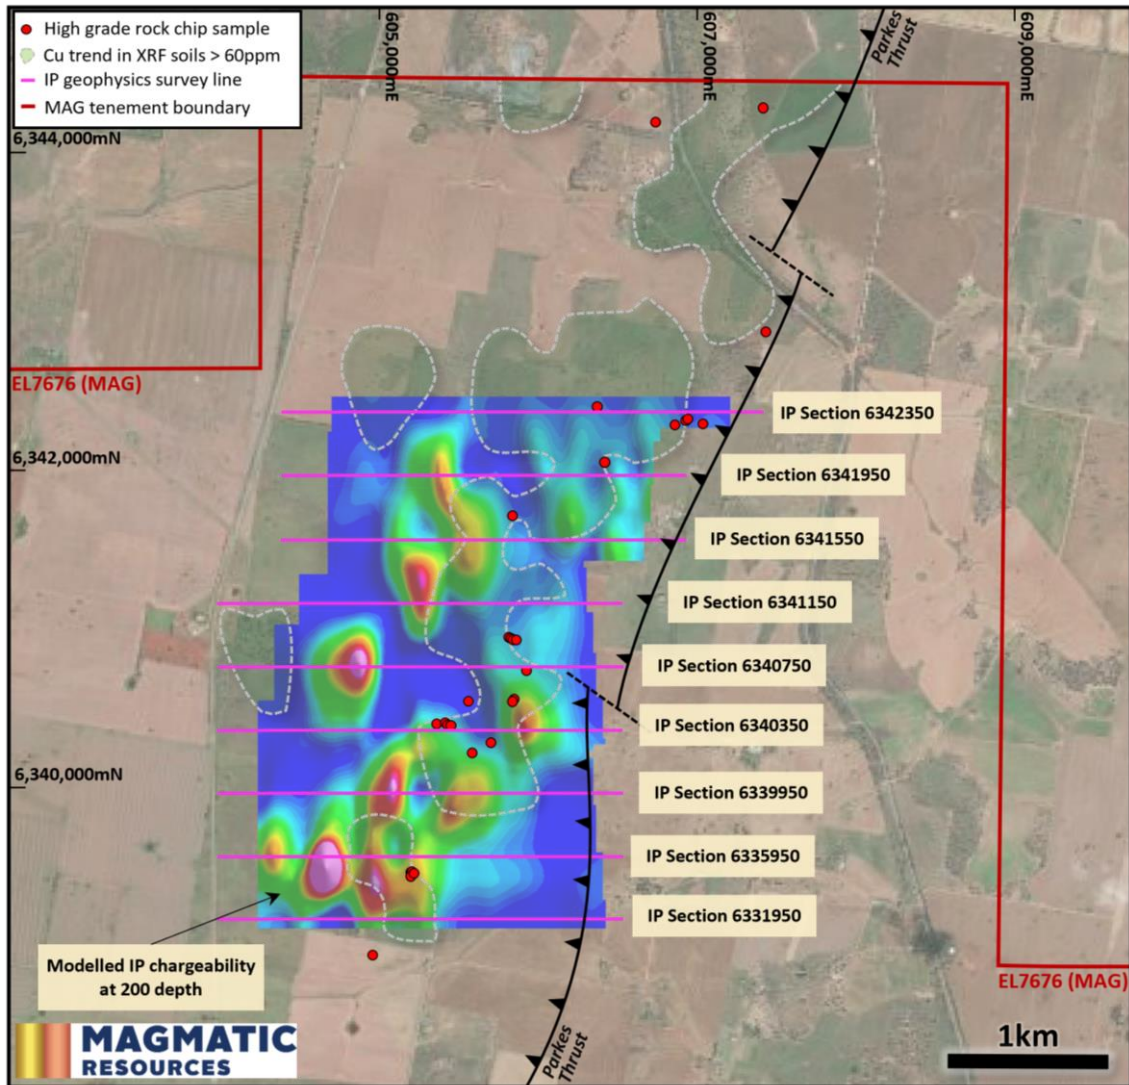 High grade rock chip sample
Cu trend in XRF soils > 60ppm
IP geophysics survey line
MAG tenement boundary
605,000mE
607,000mE
609,000mE
Parkes
Thrust
6,344,000mN
EL7676 (MAG)
IP Section 6342350
6,342,000mN
IP Section 6341950
IP Section 6341550
IP Section 6341150
IP Section 6340750
IP Section 6340350
6,340,000mN
IP Section 6339950
IP Section 6335950
IP Section 6331950
Modelled IP chargeability
at 200 depth
EL7676 (MAG)
MAGMATIC
RESOURCES
Parkes
Thrust
1km